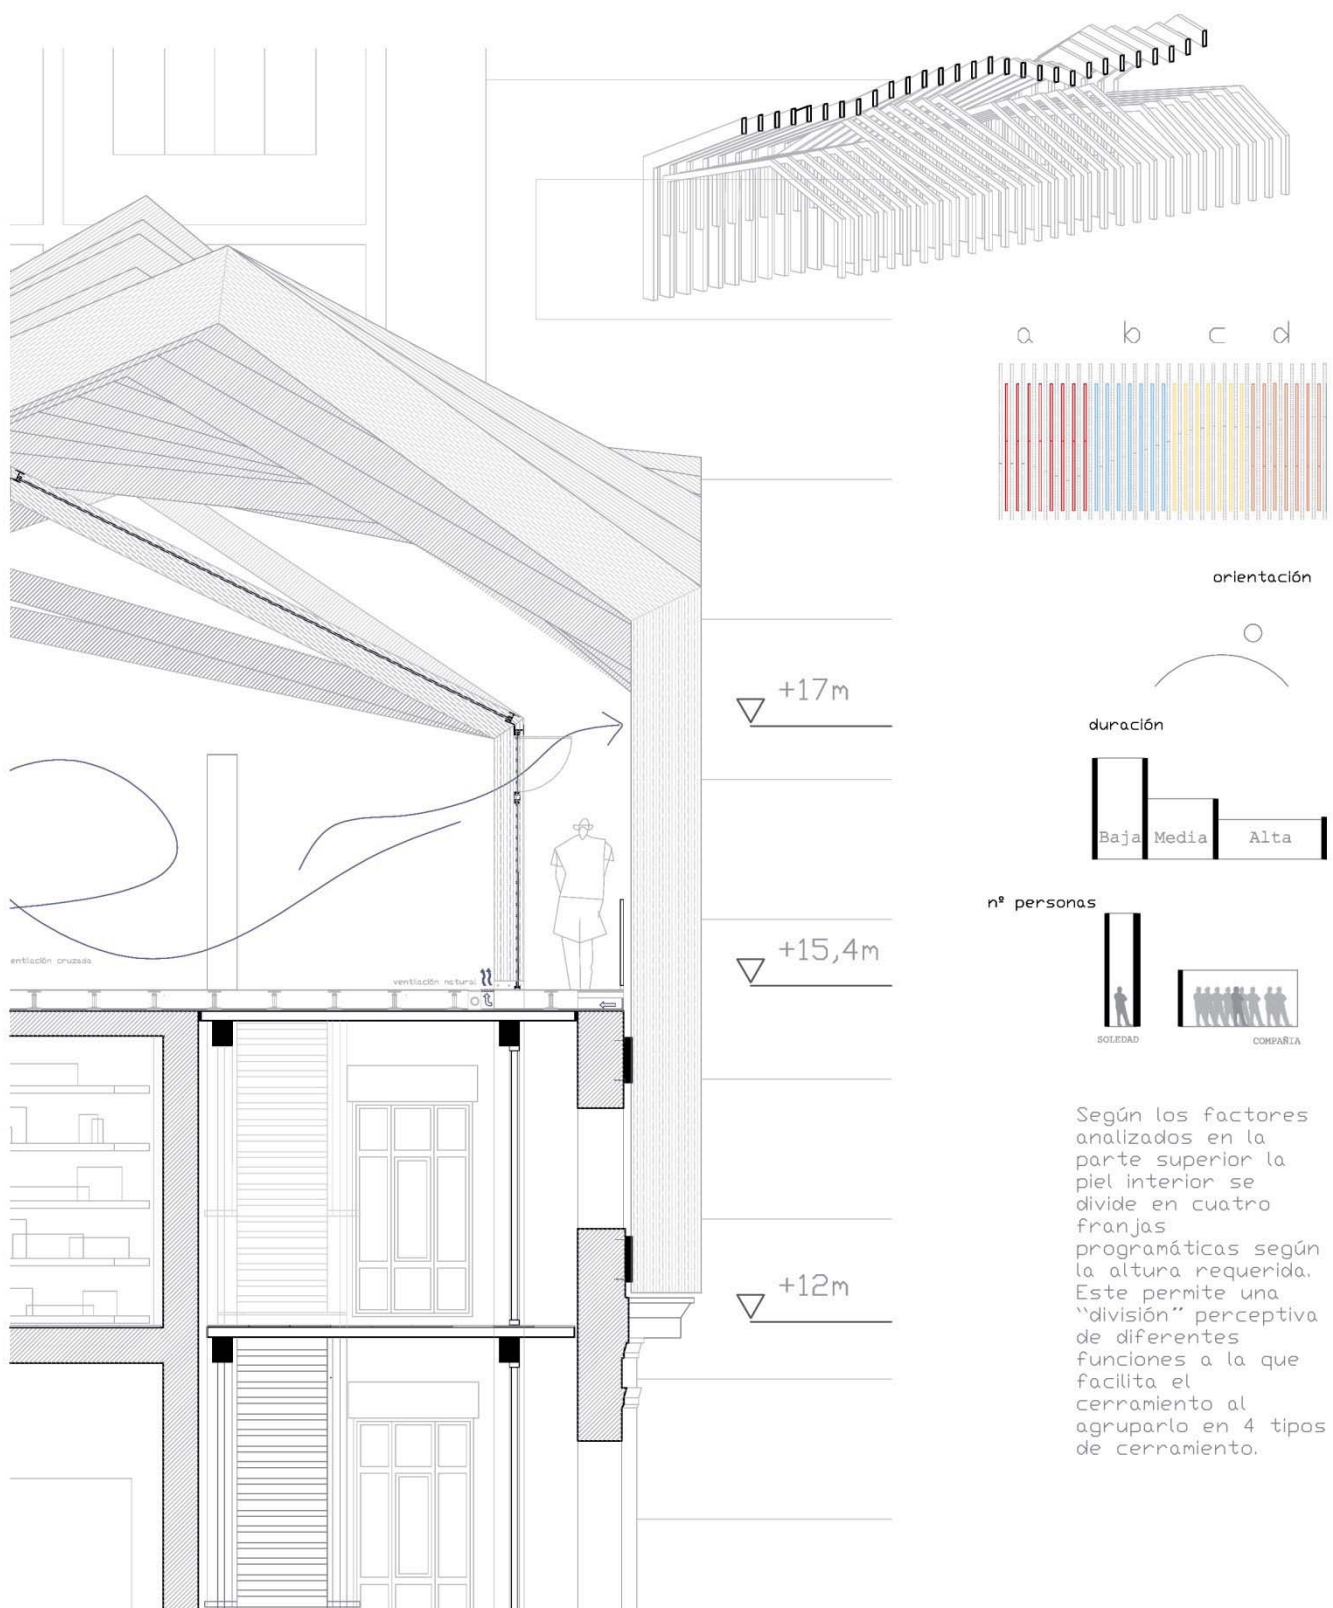 a b c d
orientación
+17m
duración
Baja Media Alta
nº personas
+15,4m
entilación cruzada
ventilación natural
SOLEDAD COMPAÑIA
Según los factores
analizados en la
parte superior la
piel interior se
divide en cuatro
franjas
programáticas según
la altura requerida.
Este permite una
"división" perceptiva
de diferentes
funciones a la que
facilita el
cerramiento al
agruparlo en 4 tipos
de cerramiento.
+12m